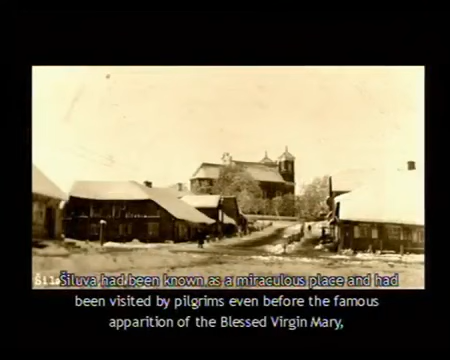 Šiluva had been known as a miraculous place and had
been visited by pilgrims even before the famous
apparition of the Blessed Virgin Mary,